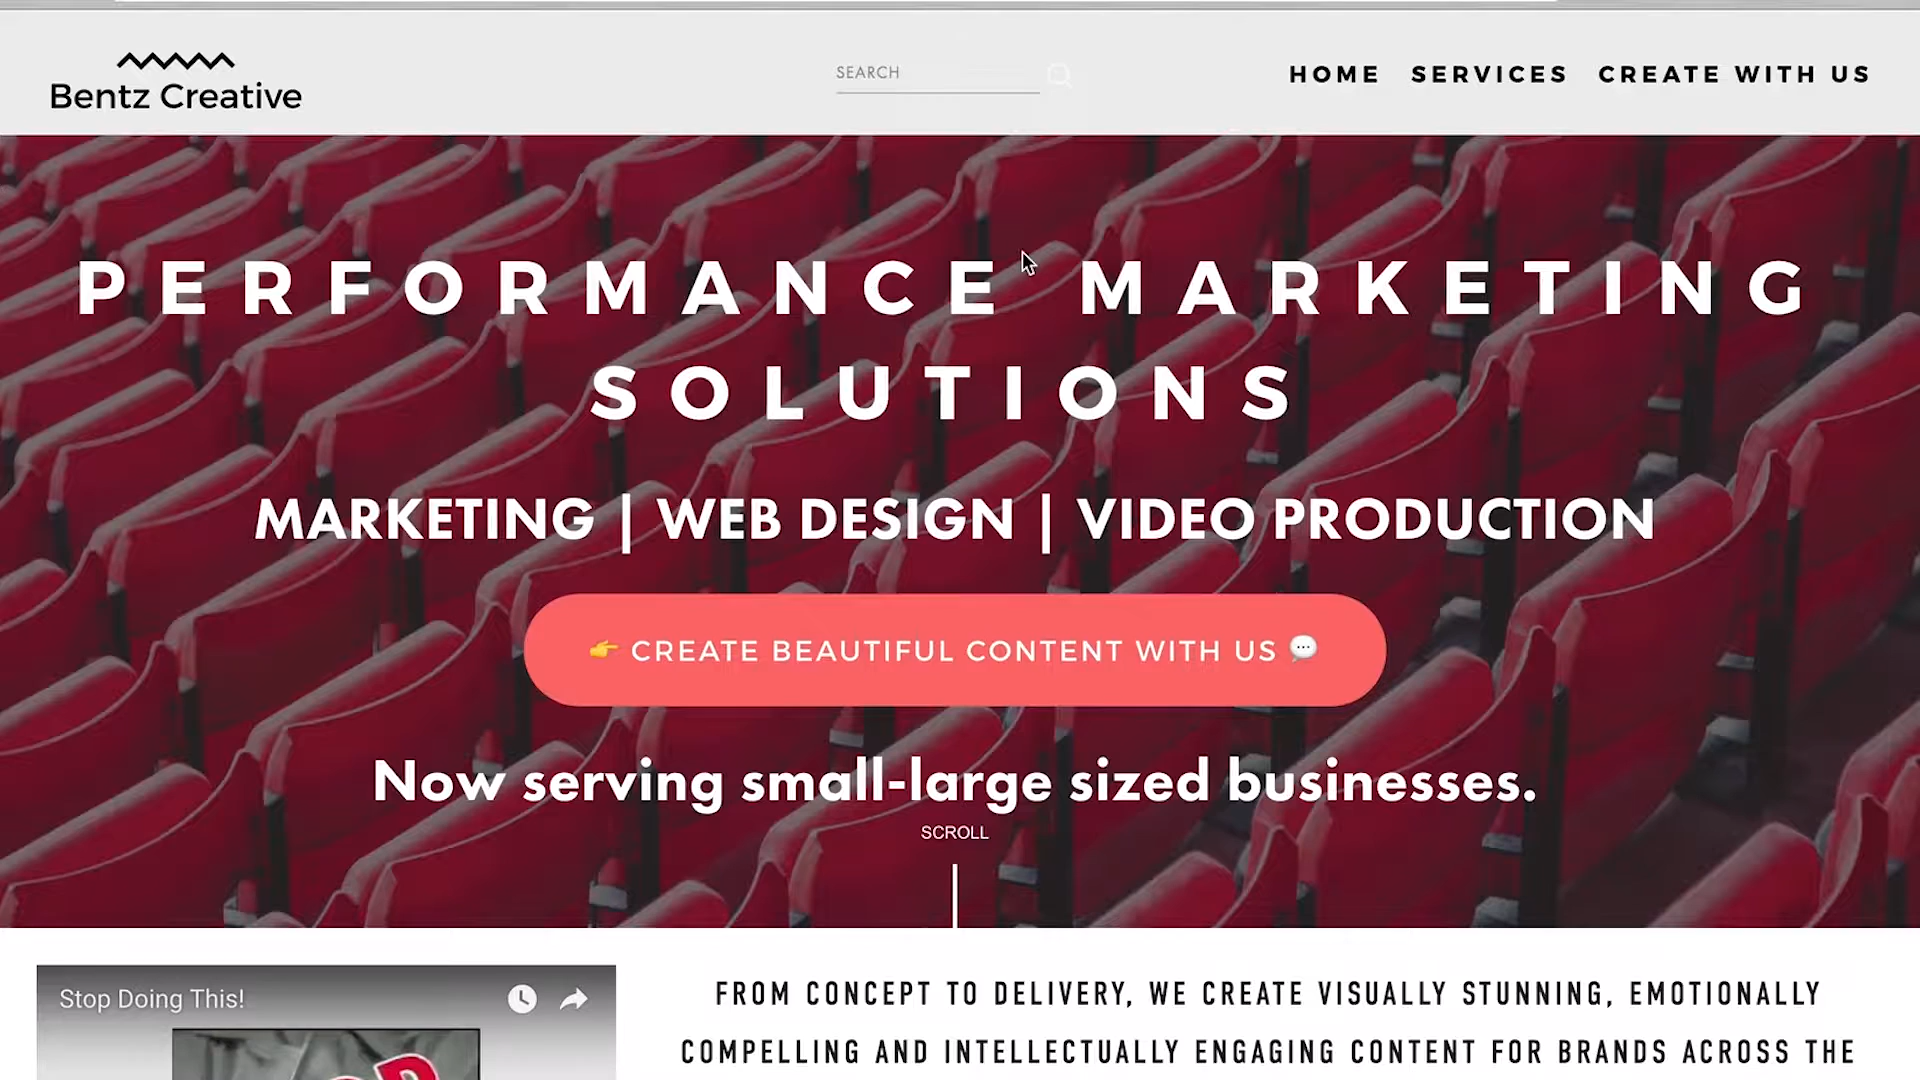 Bentz Creative
SEARCH
HOME SERVICES CREATE WITH US
PERFORMANCE MARKETING
SOLUTIONS
MARKETING | WEB DESIGN | VIDEO PRODUCTION
👉 CREATE BEAUTIFUL CONTENT WITH US 💬
Now serving small-large sized businesses.
SCROLL
Stop Doing This!
FROM CONCEPT TO DELIVERY, WE CREATE VISUALLY STUNNING, EMOTIONALLY
COMPELLING AND INTELLECTUALLY ENGAGING CONTENT FOR BRANDS ACROSS THE